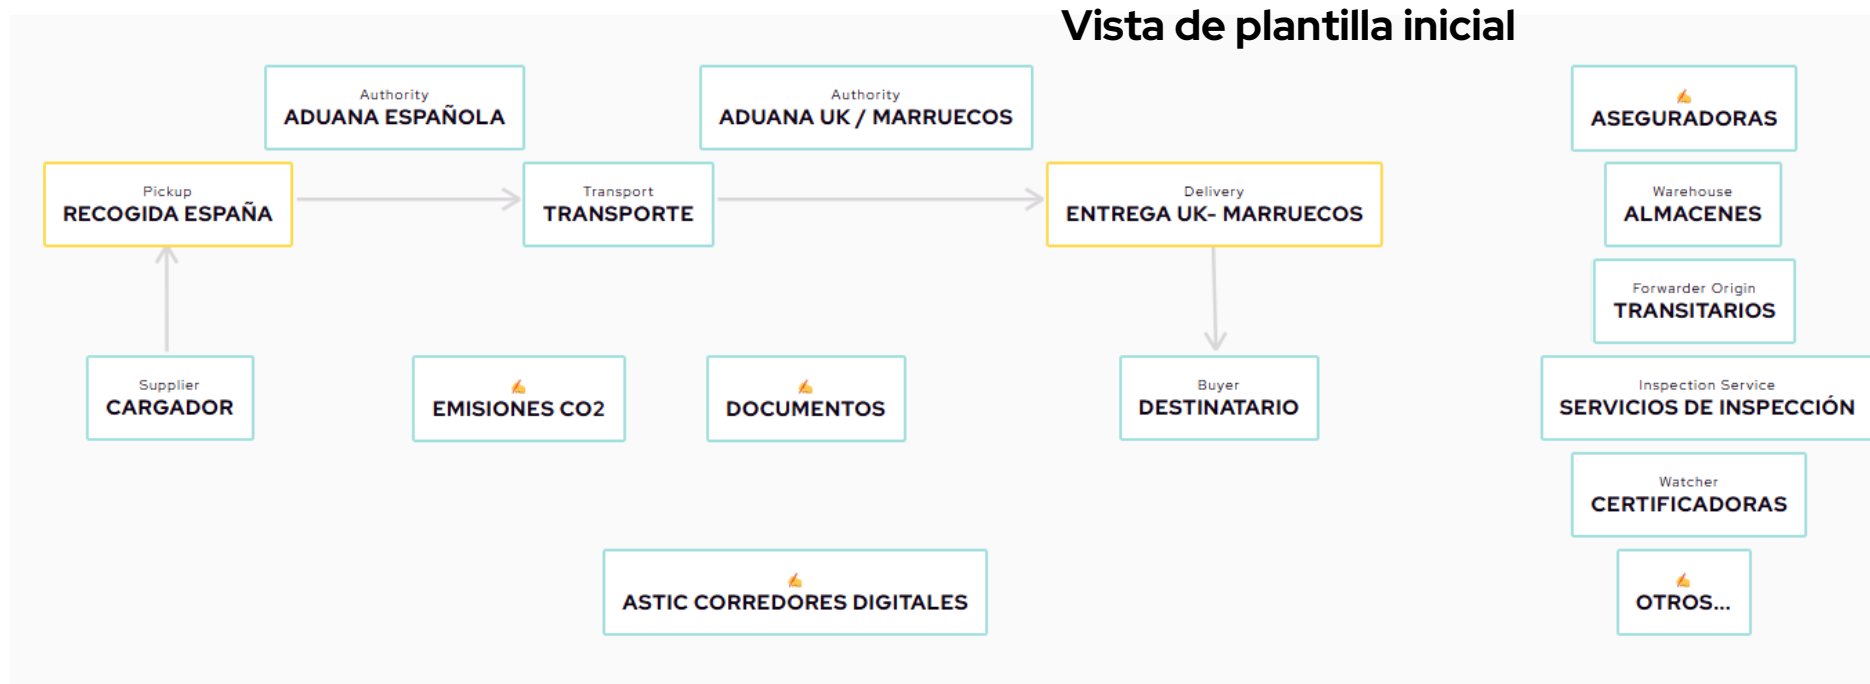 Vista de plantilla inicial
Authority
ADUANA ESPAÑOLA
Authority
ADUANA UK / MARRUECOS
✍
ASEGURADORAS
Pickup
RECOGIDA ESPAÑA
Transport
TRANSPORTE
Delivery
ENTREGA UK- MARRUECOS
Warehouse
ALMACENES
Forwarder Origin
TRANSITARIOS
Supplier
CARGADOR
✍
EMISIONES CO2
✍
DOCUMENTOS
Buyer
DESTINATARIO
Inspection Service
SERVICIOS DE INSPECCIÓN
Watcher
CERTIFICADORAS
✍
ASTIC CORREDORES DIGITALES
✍
OTROS...